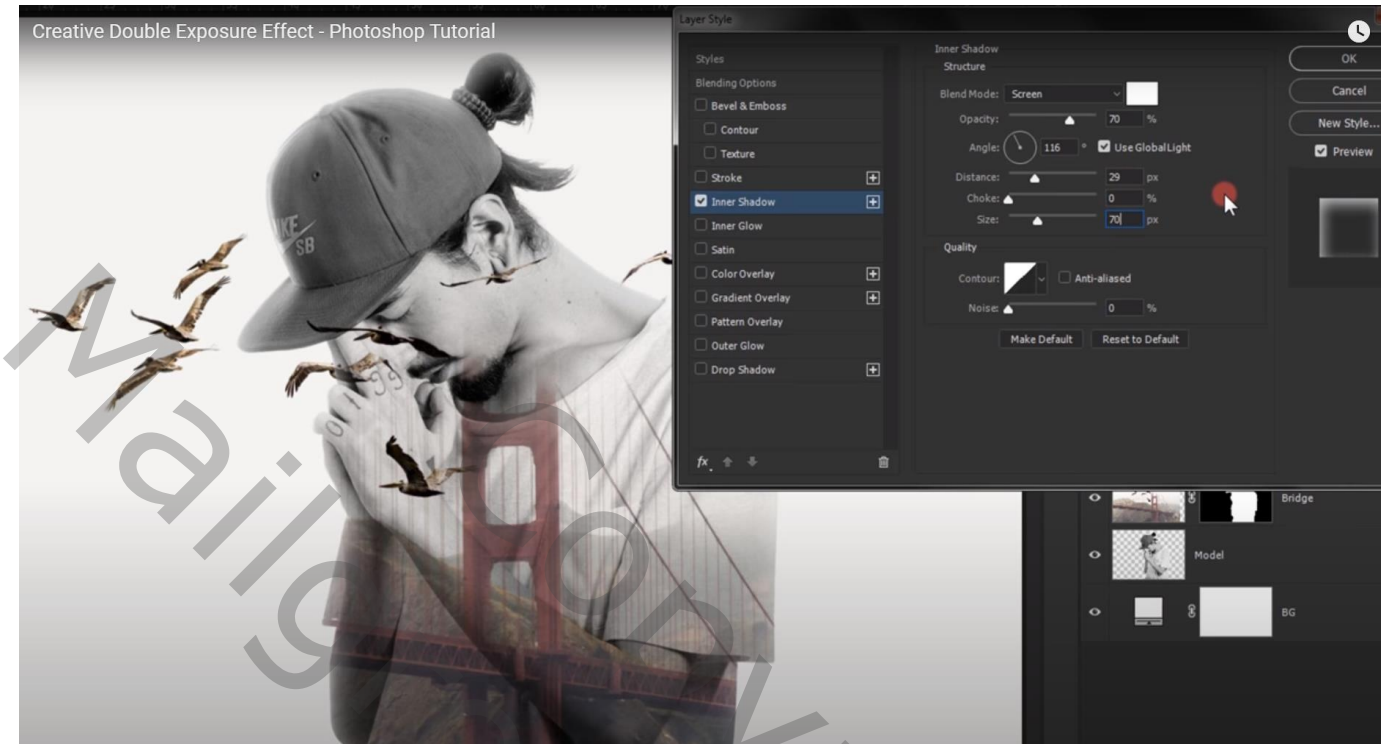 Creative Double Exposure Effect - Photoshop Tutorial
Layer Style
Styles
Blending Options
Bevel & Emboss
Contour
Texture
Stroke
Inner Shadow
Inner Glow
Satin
Color Overlay
Gradient Overlay
Pattern Overlay
Outer Glow
Drop Shadow
fx
Inner Shadow
Structure
Blend Mode: Screen
Opacity: 70 %
Angle: 116 ° Use Global Light
Distance: 29 px
Choke: 0 %
Size: 70 px
Quality
Contour: Anti-aliased
Noise: 0 %
Make Default Reset to Default
OK
Cancel
New Style...
Preview
Bridge
Model
BG
NIKE
SB
0199